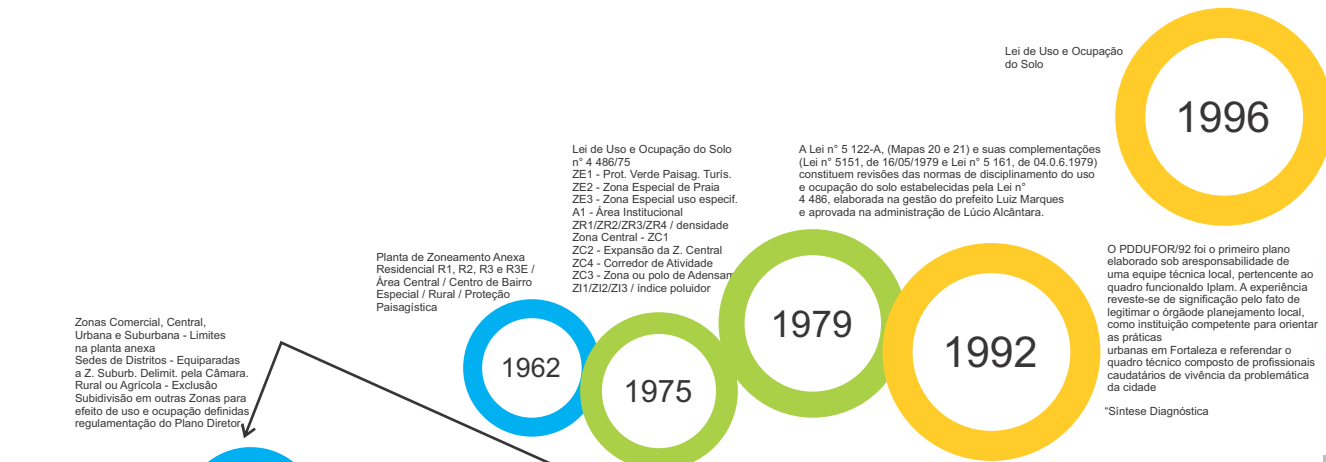 Lei de Uso e Ocupação
do Solo
1996
Lei de Uso e Ocupação do Solo
n° 4 486/75
ZE1 - Prot. Verde Paisag. Turís.
ZE2 - Zona Especial de Praia
ZE3 - Zona Especial uso especif.
A1 - Área Institucional
ZR1/ZR2/ZR3/ZR4 / densidade
Zona Central - ZC1
ZC2 - Expansão da Z. Central
ZC4 - Corredor de Atividade
ZC3 - Zona ou polo de Adensam
ZI1/ZI2/ZI3 / índice poluidor
A Lei n° 5 122-A, (Mapas 20 e 21) e suas complementações
(Lei n° 5151, de 16/05/1979 e Lei n° 5 161, de 04.0.6.1979)
constituem revisões das normas de disciplinamento do uso
e ocupação do solo estabelecidas pela Lei n°
4 486, elaborada na gestão do prefeito Luiz Marques
e aprovada na administração de Lúcio Alcântara.
Planta de Zoneamento Anexa
Residencial R1, R2, R3 e R3E /
Área Central / Centro de Bairro
Especial / Rural / Proteção
Paisagística
O PDDUFOR/92 foi o primeiro plano
elaborado sob aresponsabilidade de
uma equipe técnica local, pertencente ao
quadro funcionaldo Iplam. A experiência
reveste-se de significação pelo fato de
legitimar o órgãode planejamento local,
como instituição competente para orientar
as práticas
urbanas em Fortaleza e referendar o
quadro técnico composto de profissionais
caudatários de vivência da problemática
da cidade
"Síntese Diagnóstica
Zonas Comercial, Central,
Urbana e Suburbana - Limites
na planta anexa
Sedes de Distritos - Equiparadas
a Z. Suburb. Delimit. pela Câmara.
Rural ou Agrícola - Exclusão
Subdivisão em outras Zonas para
efeito de uso e ocupação definidas
regulamentação do Plano Diretor
1962
1975
1979
1992